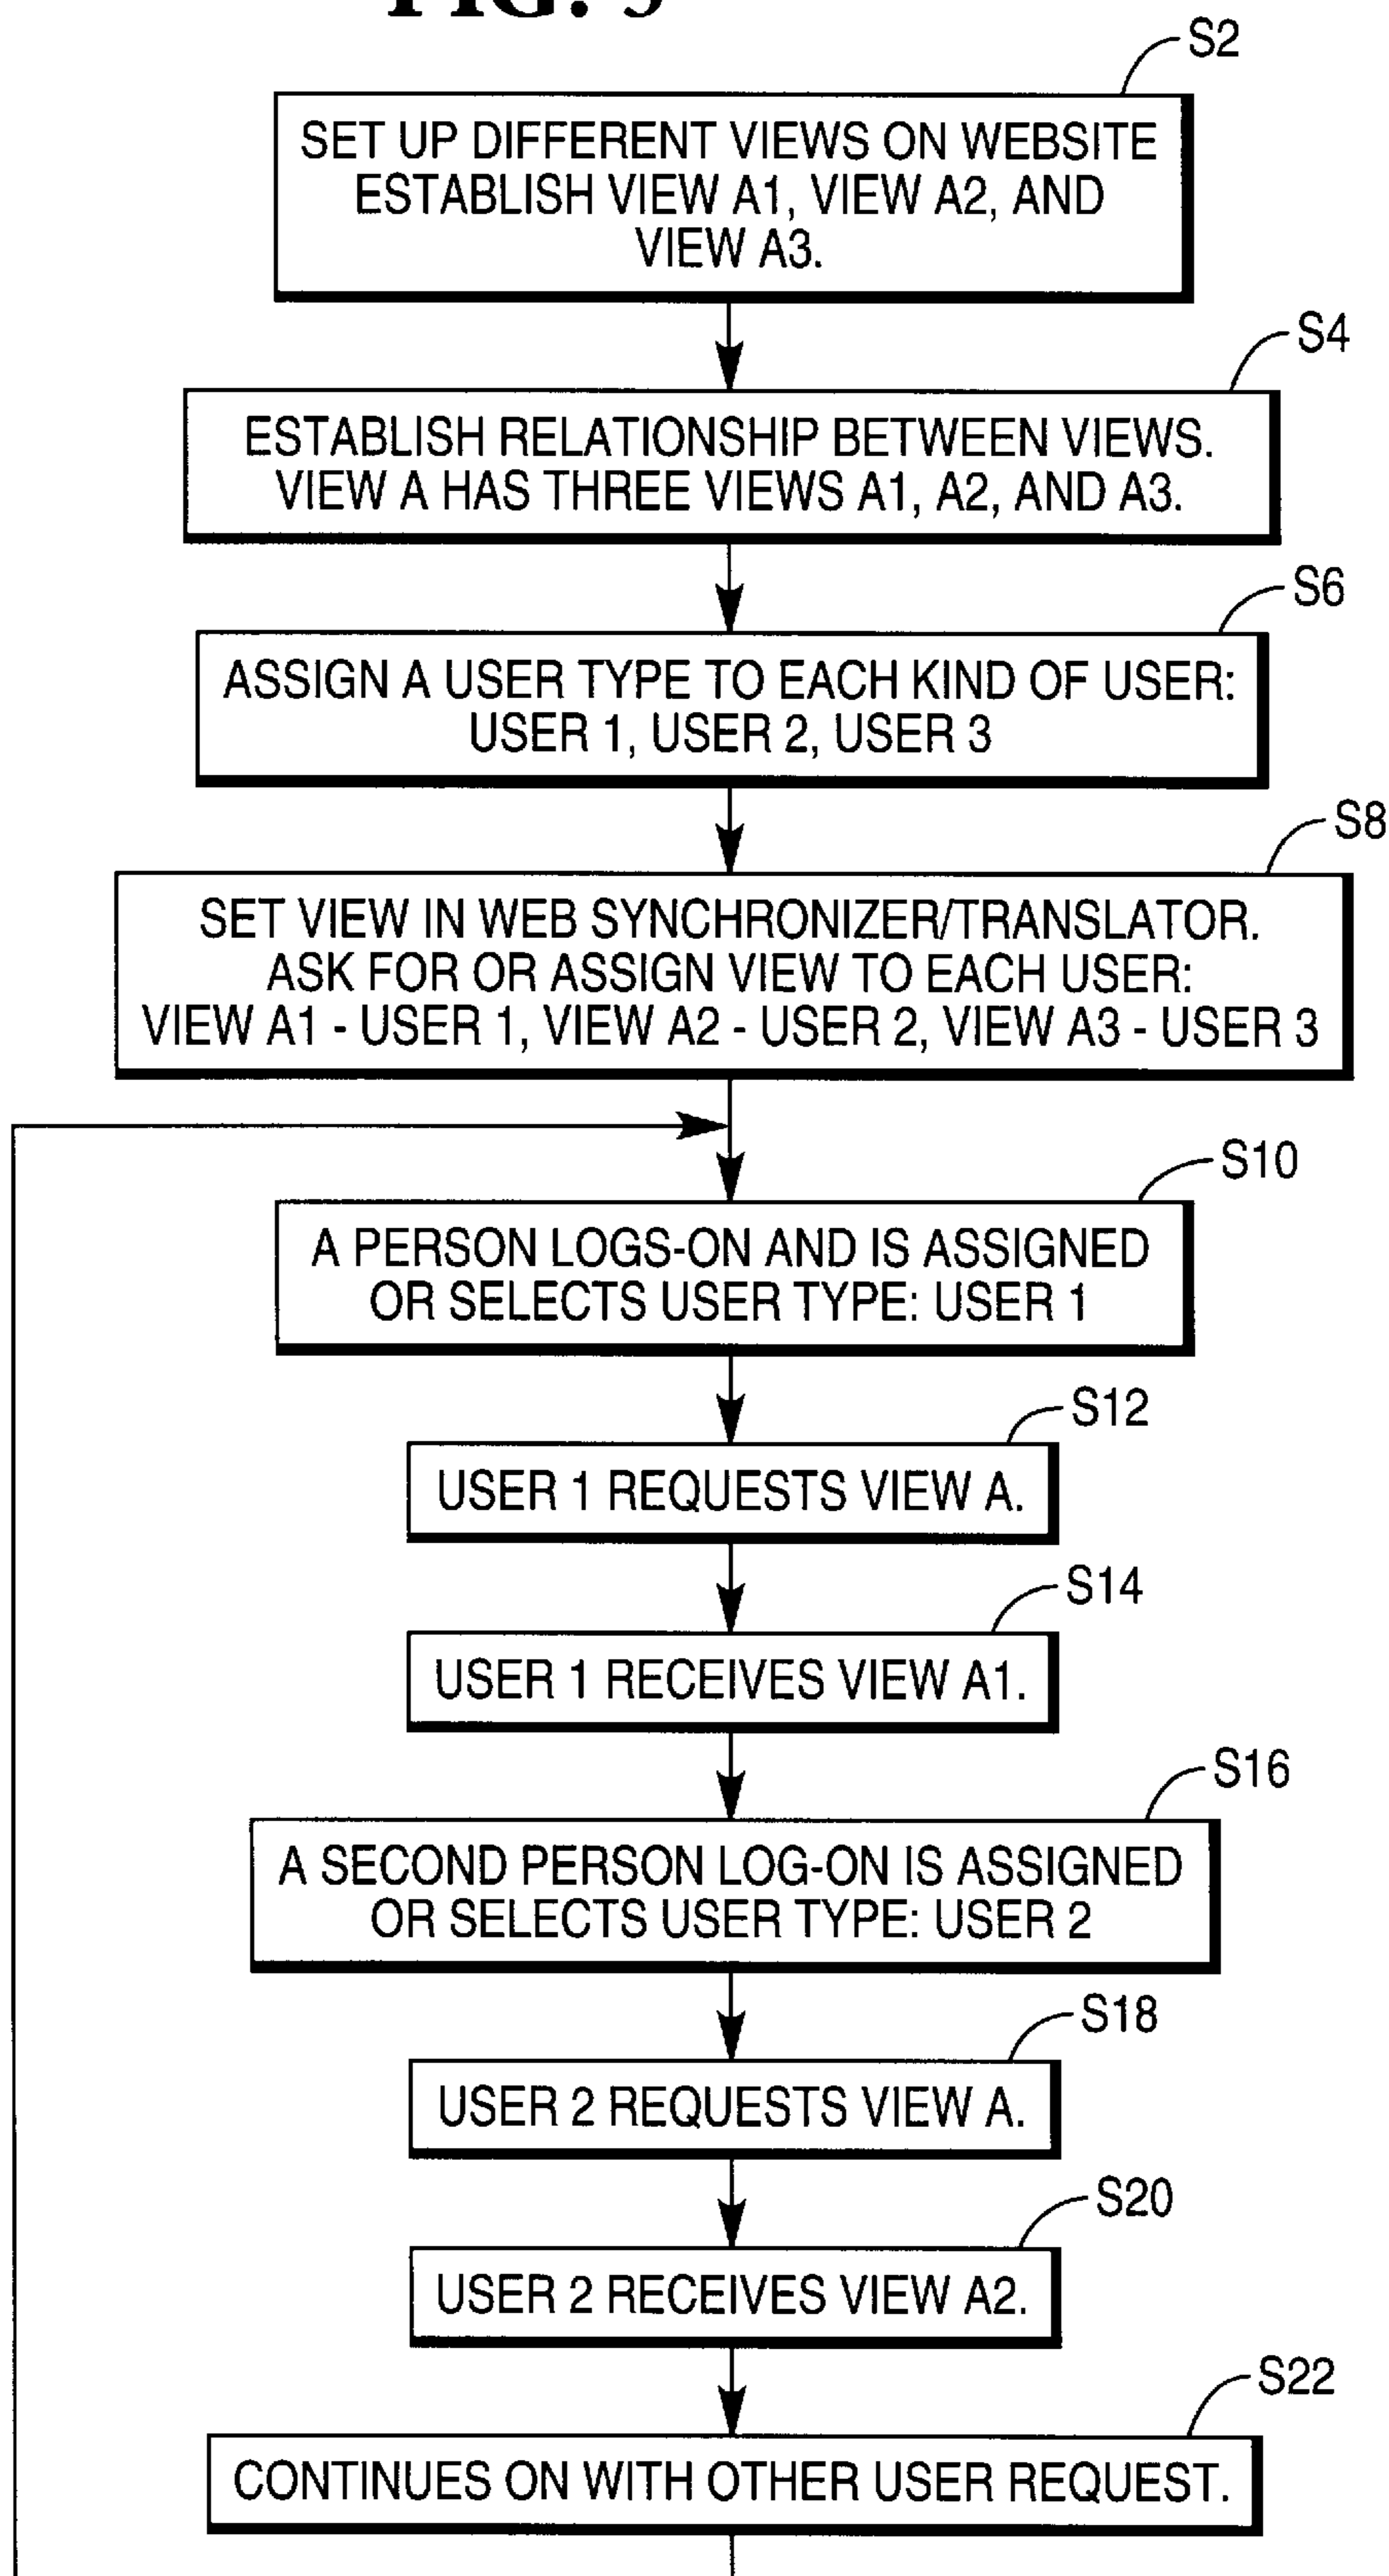 FIG.
S2
SET UP DIFFERENT VIEWS ON WEBSITE
ESTABLISH VIEW A1, VIEW A2, AND
VIEW A3.
S4
ESTABLISH RELATIONSHIP BETWEEN VIEWS.
VIEW A HAS THREE VIEWS A1, A2, AND A3.
S6
ASSIGN A USER TYPE TO EACH KIND OF USER:
USER 1, USER 2, USER 3
S8
SET VIEW IN WEB SYNCHRONIZER/TRANSLATOR.
ASK FOR OR ASSIGN VIEW TO EACH USER:
VIEW A1 - USER 1, VIEW A2 - USER 2, VIEW A3 - USER 3
S10
A PERSON LOGS-ON AND IS ASSIGNED
OR SELECTS USER TYPE: USER 1
S12
USER 1 REQUESTS VIEW A.
S14
USER 1 RECEIVES VIEW A1.
S16
A SECOND PERSON LOG-ON IS ASSIGNED
OR SELECTS USER TYPE: USER 2
S18
USER 2 REQUESTS VIEW A.
S20
USER 2 RECEIVES VIEW A2.
S22
CONTINUES ON WITH OTHER USER REQUEST.